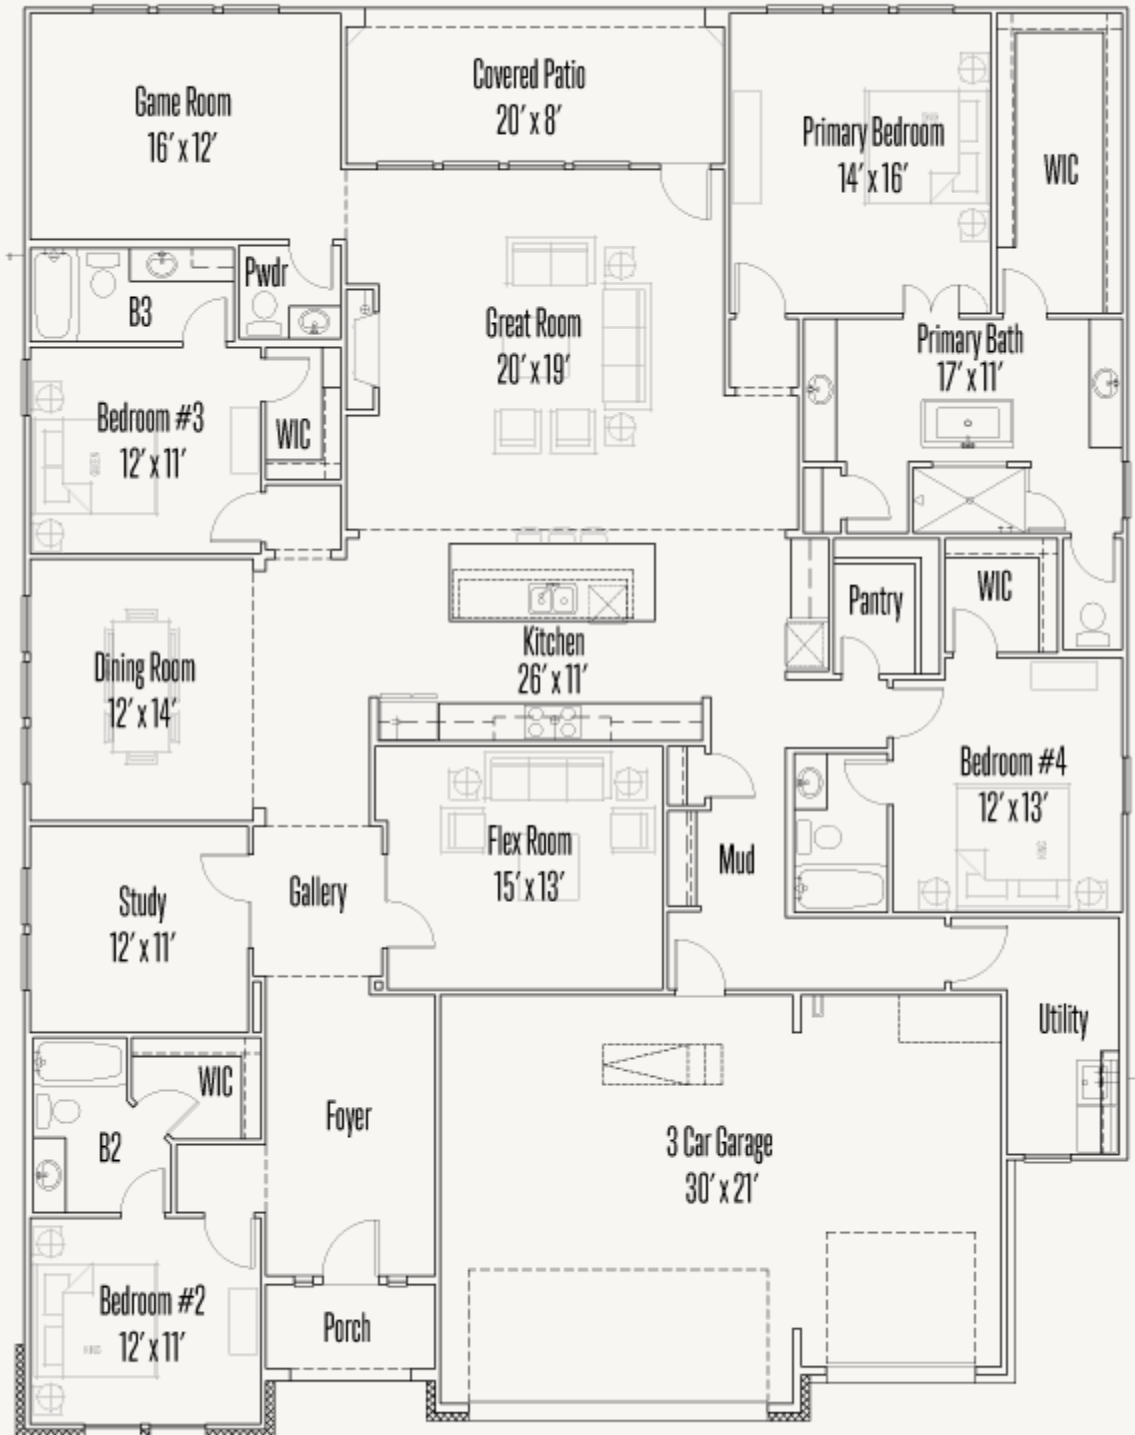 Game Room
16' x 12'
Covered Patio
20' x 8'
Primary Bedroom
14' x 16'
WIC
B3
Pwdr
Great Room
20' x 19'
Primary Bath
17' x 11'
Bedroom #3
12' x 11'
QUEEN
WIC
Kitchen
26' x 11'
Pantry
WIC
Dining Room
12' x 14'
Bedroom #4
12' x 13'
KING
Flex Room
15' x 13'
Mud
Study
12' x 11'
Gallery
Utility
WIC
B2
Foyer
3 Car Garage
30' x 21'
Bedroom #2
12' x 11'
KING
Porch